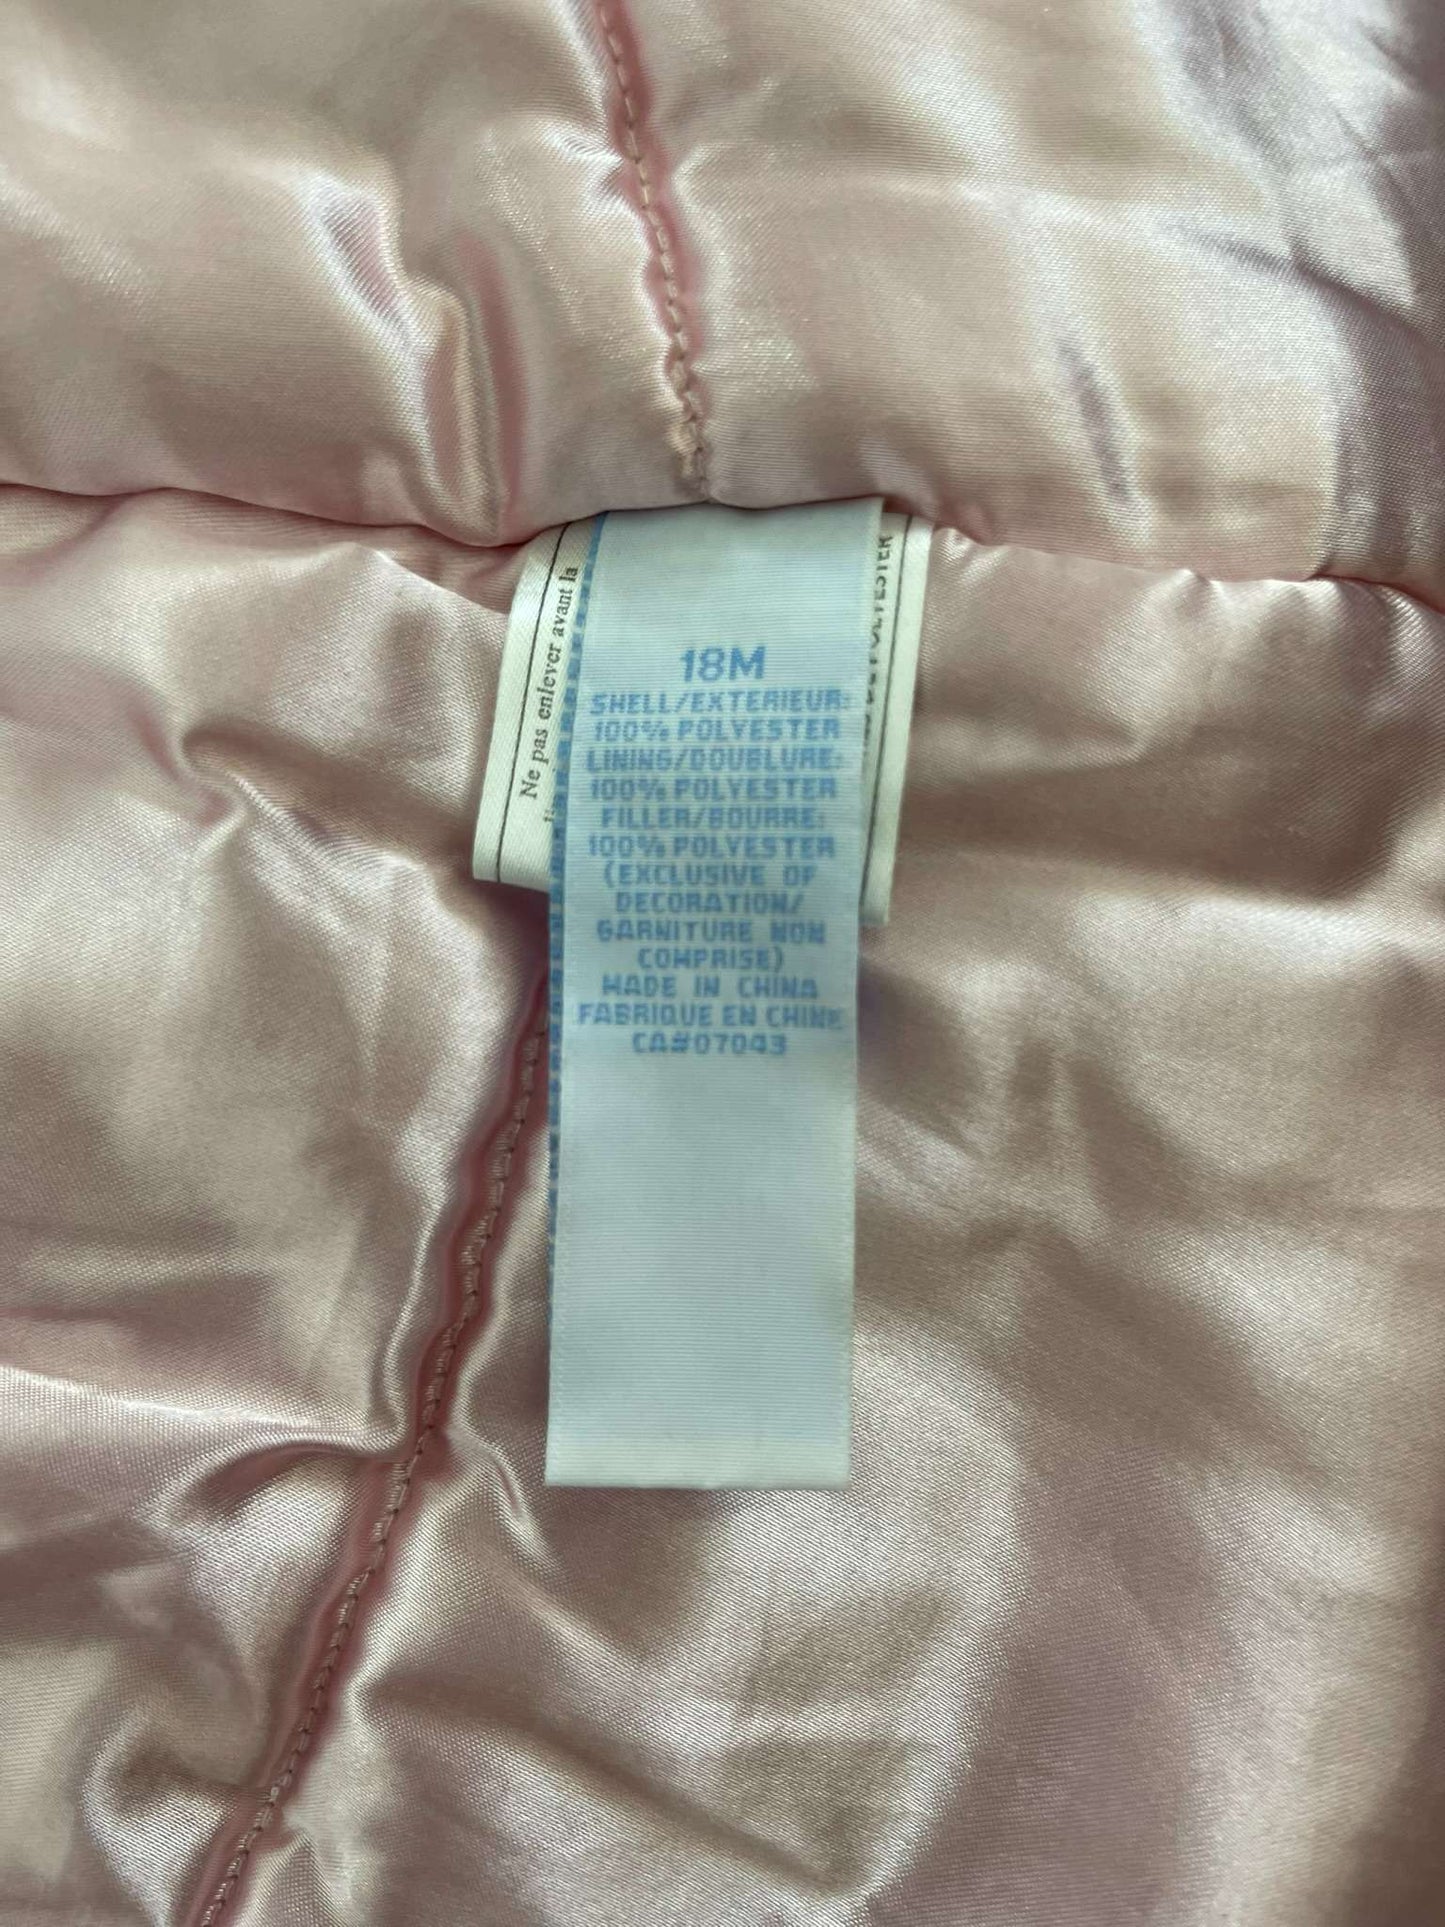 18M
SHELL/EXTERIEUR:
100% POLYESTER
LINING/DOUBLURE:
100% POLYESTER
FILLER/BOURRE:
100% POLYESTER
(EXCLUSIVE OF
DECORATION/
GARNITURE NON
COMPRISE)
MADE IN CHINA
FABRIQUE EN CHINE
CA#07043
Ne pas enlever avant la
POLYESTER